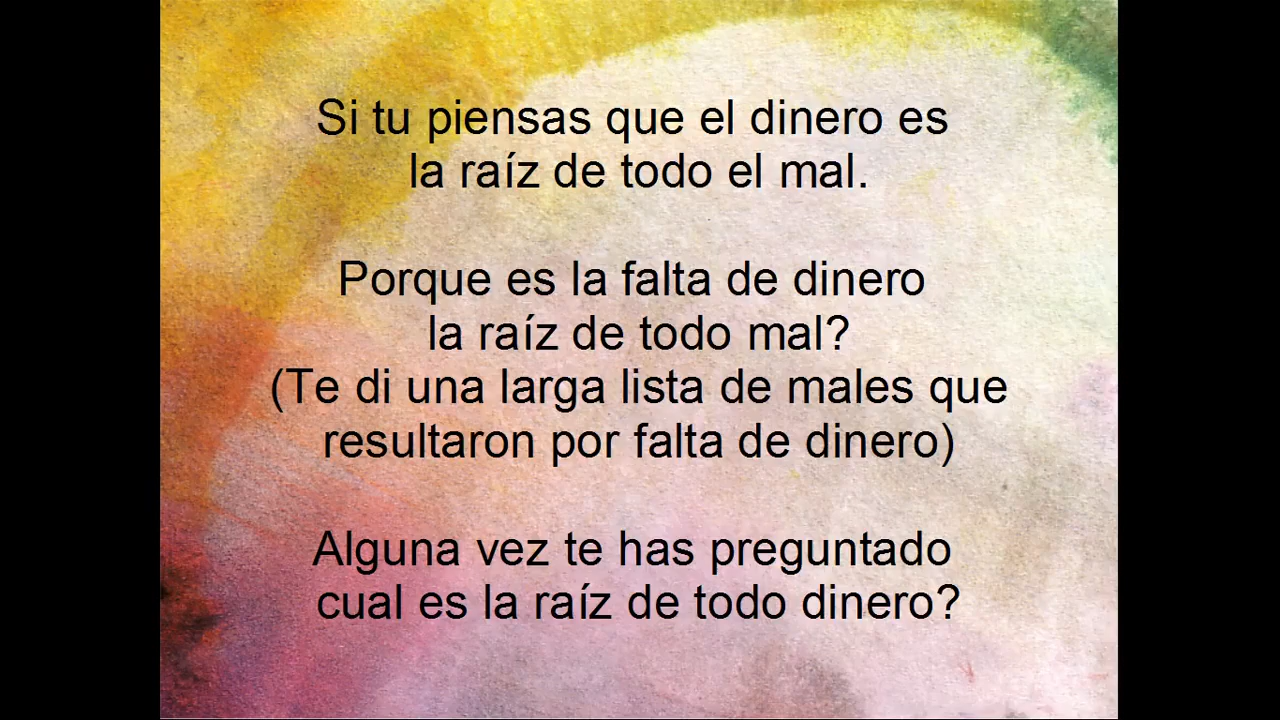 Si tu piensas que el dinero es
la raíz de todo el mal.
Porque es la falta de dinero
la raíz de todo mal?
(Te di una larga lista de males que
resultaron por falta de dinero)
Alguna vez te has preguntado
cual es la raíz de todo dinero?